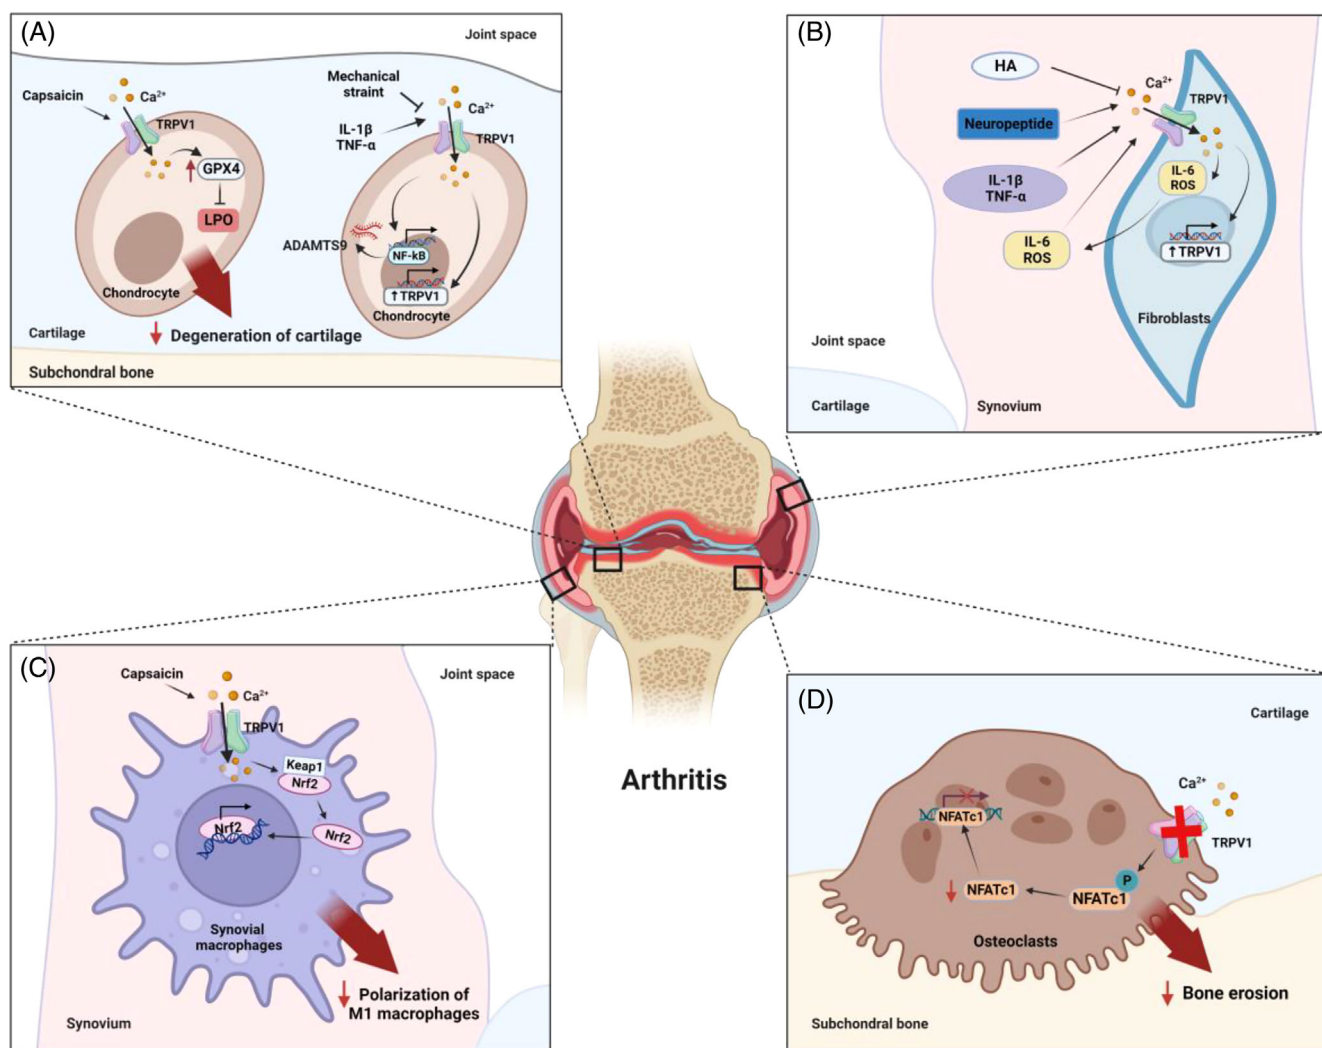 (A)
Joint space
Mechanical
straint
Capsaicin
Ca²⁺
TRPV1
GPX4
LPO
Chondrocyte
IL-1β
TNF-α
Ca²⁺
TRPV1
ADAMTS9
NF-kB
↑TRPV1
Chondrocyte
Cartilage
Degeneration of cartilage
Subchondral bone
(B)
HA
Ca²⁺
TRPV1
Neuropeptide
IL-1β
TNF-α
IL-6
ROS
IL-6
ROS
↑TRPV1
Fibroblasts
Joint space
Cartilage
Synovium
Arthritis
(C)
Capsaicin
Ca²⁺
Joint space
TRPV1
Keap1
Nrf2
Nrf2
Nrf2
Synovial
macrophages
Polarization of
M1 macrophages
Synovium
(D)
Cartilage
Ca²⁺
TRPV1
NFATc1
P
NFATc1
NFATc1
Osteoclasts
Bone erosion
Subchondral bone